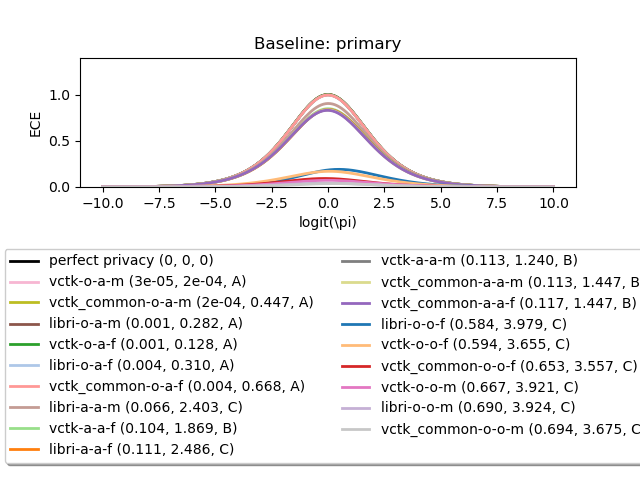 Baseline: primary
1.0
0.5
0.0
ECE
−10.0 −7.5 −5.0 −2.5 0.0 2.5 5.0 7.5 10.0
logit(\pi)
perfect privacy (0, 0, 0)
vctk-o-a-m (3e-05, 2e-04, A)
vctk_common-o-a-m (2e-04, 0.447, A)
libri-o-a-m (0.001, 0.282, A)
vctk-o-a-f (0.001, 0.128, A)
libri-o-a-f (0.004, 0.310, A)
vctk_common-o-a-f (0.004, 0.668, A)
libri-a-a-m (0.066, 2.403, C)
vctk-a-a-f (0.104, 1.869, B)
libri-a-a-f (0.111, 2.486, C)
vctk-a-a-m (0.113, 1.240, B)
vctk_common-a-a-m (0.113, 1.447, B
vctk_common-a-a-f (0.117, 1.447, B)
libri-o-o-f (0.584, 3.979, C)
vctk-o-o-f (0.594, 3.655, C)
vctk_common-o-o-f (0.653, 3.557, C)
vctk-o-o-m (0.667, 3.921, C)
libri-o-o-m (0.690, 3.924, C)
vctk_common-o-o-m (0.694, 3.675, C